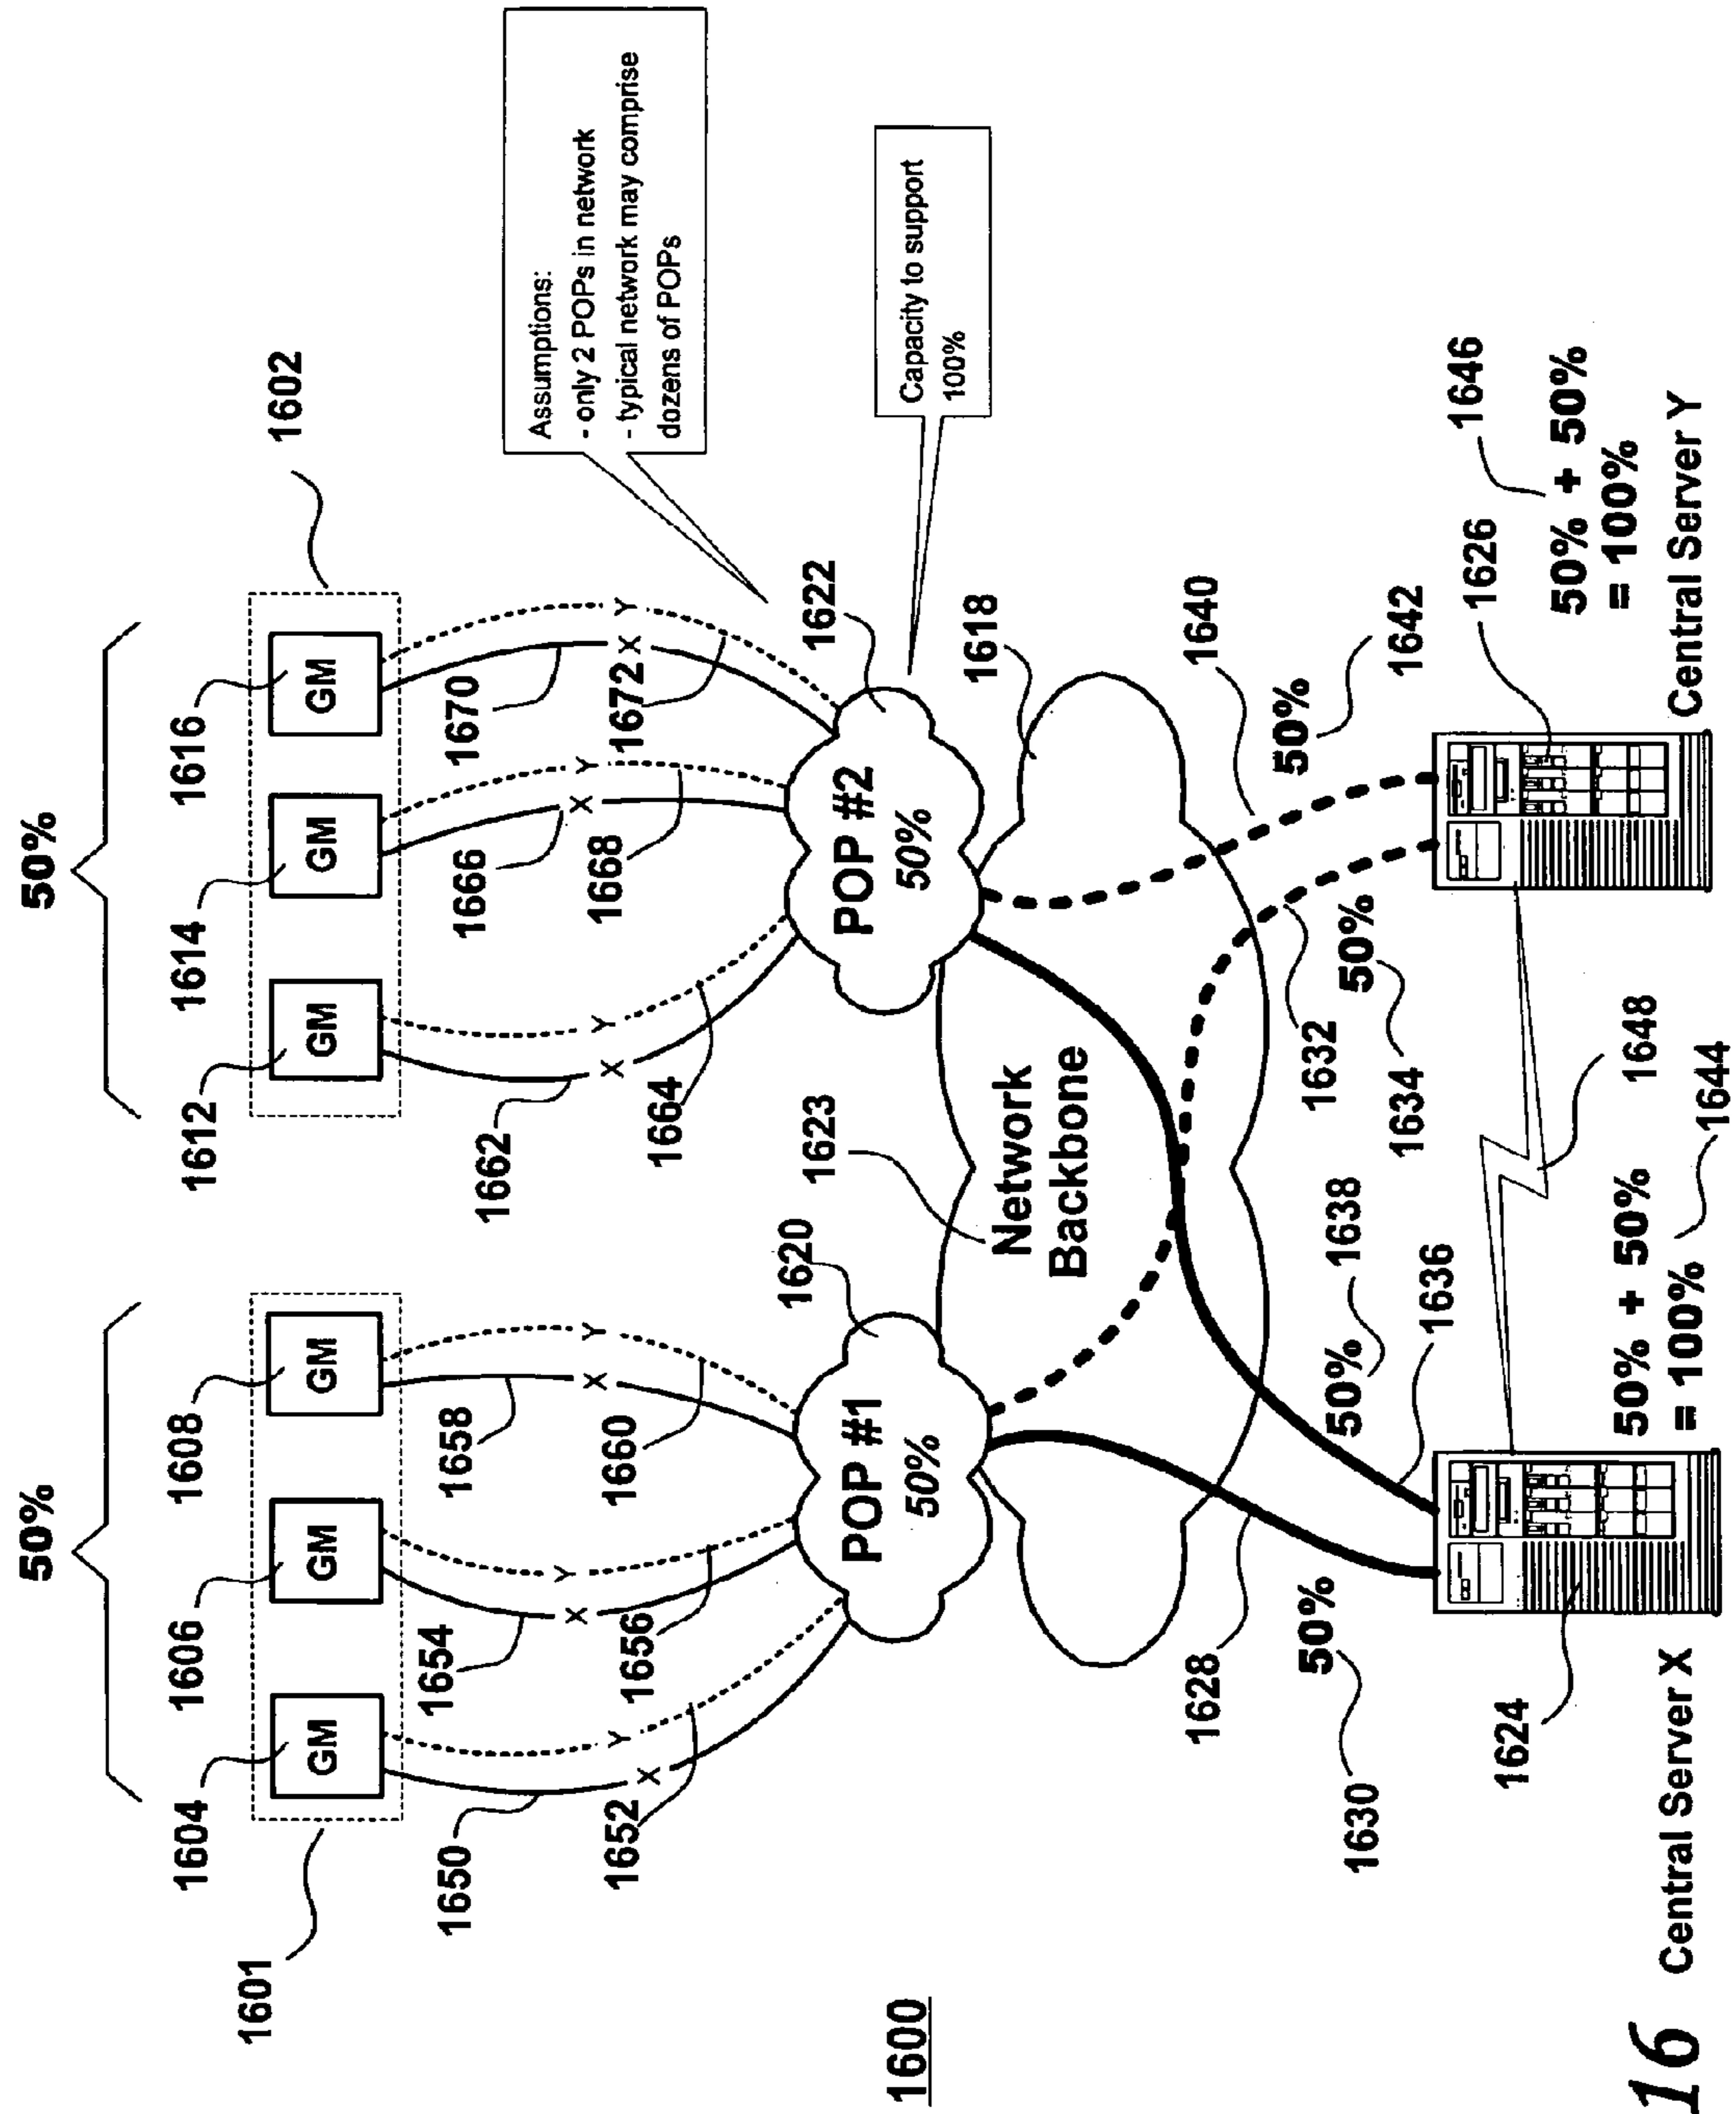 50%
50%
1604
1606
1608
1612
1614
1616
1601
1602
GM
GM
GM
GM
GM
GM
1650
1654
1658
1662
1666
1670
X
Y
X
Y
X
Y
X
Y
X
Y
X
Y
1652
1656
1660
1664
1668
1672
Assumptions:
- only 2 POPs in network
- typical network may comprise
dozens of POPs
1620
1623
1622
POP #1
50%
POP #2
50%
Capacity to support
100%
1600
Network
Backbone
1618
1628
1640
50%
1630
50%
1638
1632
50%
1634
50%
1642
1636
1624
1648
1626
1646
50% + 50%
= 100%
1644
50% + 50%
= 100%
Central Server X
Central Server Y
16